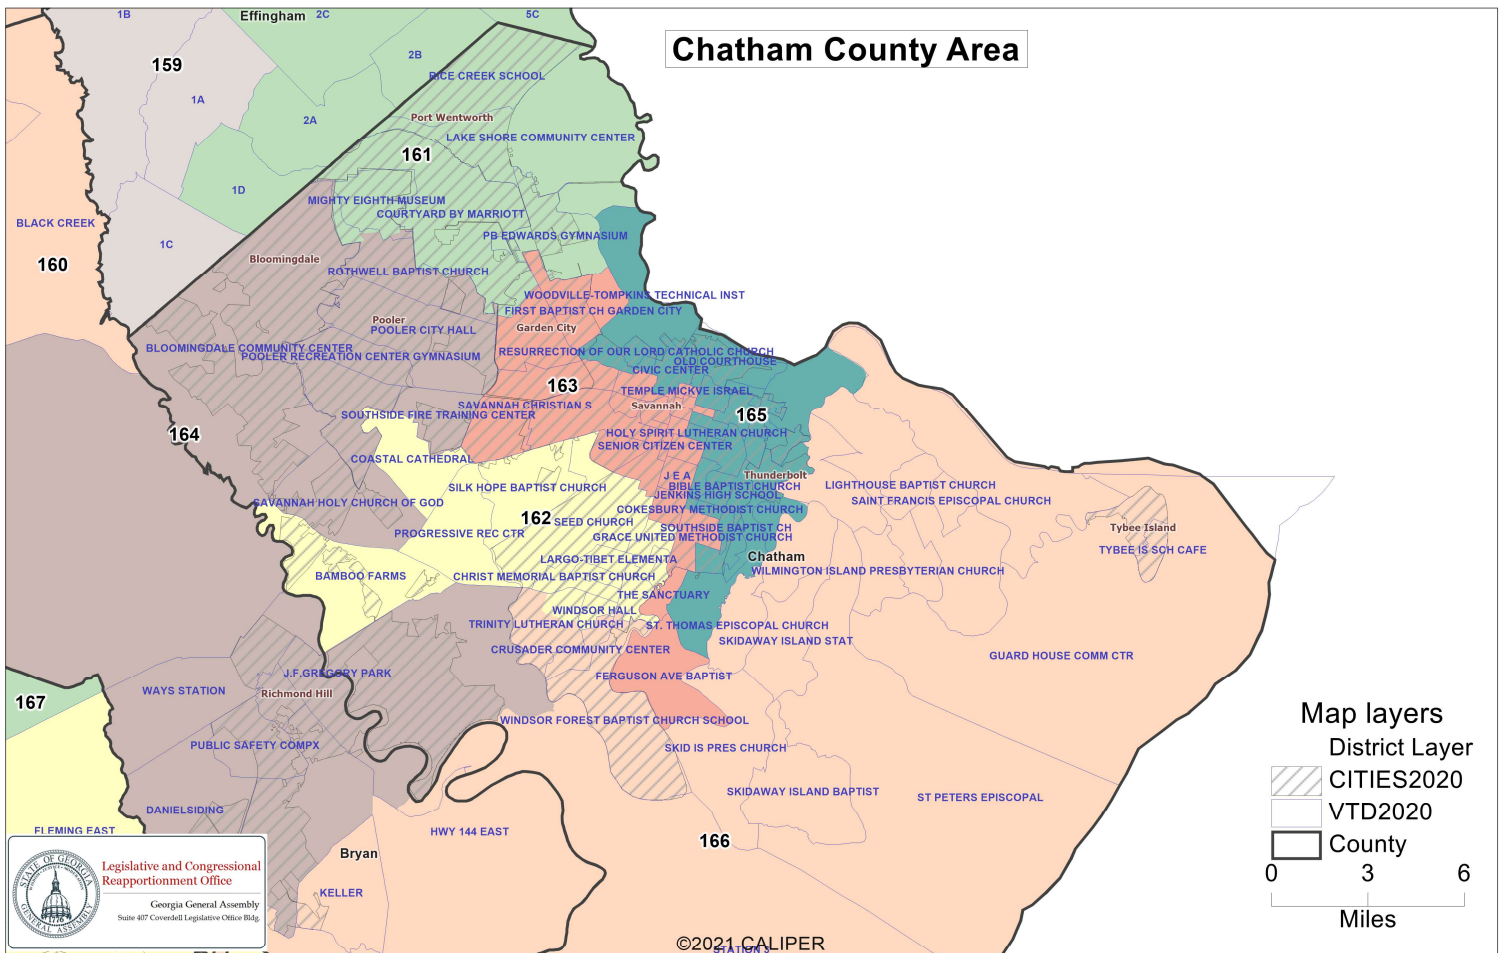 1B
Effingham
2C
5C
Chatham County Area
2B
159
RICE CREEK SCHOOL
1A
Port Wentworth
2A
LAKE SHORE COMMUNITY CENTER
161
1D
MIGHTY EIGHTH MUSEUM
COURTYARD BY MARRIOTT
BLACK CREEK
PB EDWARDS GYMNASIUM
1C
Bloomingdale
160
ROTHWELL BAPTIST CHURCH
WOODVILLE-TOMPKINS TECHNICAL INST
FIRST BAPTIST CH GARDEN CITY
Pooler
Garden City
POOLER CITY HALL
BLOOMINGDALE COMMUNITY CENTER
POOLER RECREATION CENTER GYMNASIUM
RESURRECTION OF OUR LORD CATHOLIC CHURCH
OLD COURTHOUSE
CIVIC CENTER
163
TEMPLE MICKVE ISRAEL
SAVANNAH CHRISTIAN S
Savannah
SOUTHSIDE FIRE TRAINING CENTER
165
164
HOLY SPIRIT LUTHERAN CHURCH
SENIOR CITIZEN CENTER
COASTAL CATHEDRAL
J E A
Thunderbolt
SILK HOPE BAPTIST CHURCH
BIBLE BAPTIST CHURCH
LIGHTHOUSE BAPTIST CHURCH
JENKINS HIGH SCHOOL
SAINT FRANCIS EPISCOPAL CHURCH
SAVANNAH HOLY CHURCH OF GOD
COKESBURY METHODIST CHURCH
162
SEED CHURCH
SOUTHSIDE BAPTIST CH
Tybee Island
PROGRESSIVE REC CTR
GRACE UNITED METHODIST CHURCH
TYBEE IS SCH CAFE
LARGO-TIBET ELEMENTA
Chatham
BAMBOO FARMS
CHRIST MEMORIAL BAPTIST CHURCH
WILMINGTON ISLAND PRESBYTERIAN CHURCH
THE SANCTUARY
WINDSOR HALL
TRINITY LUTHERAN CHURCH
ST. THOMAS EPISCOPAL CHURCH
SKIDAWAY ISLAND STAT
CRUSADER COMMUNITY CENTER
GUARD HOUSE COMM CTR
J.F.GREGORY PARK
FERGUSON AVE BAPTIST
WAYS STATION
Richmond Hill
167
WINDSOR FOREST BAPTIST CHURCH SCHOOL
PUBLIC SAFETY COMPX
SKID IS PRES CHURCH
SKIDAWAY ISLAND BAPTIST
ST PETERS EPISCOPAL
DANIELSIDING
FLEMING EAST
HWY 144 EAST
166
Bryan
KELLER
Map layers
District Layer
CITIES2020
VTD2020
County
0 3 6
Miles
STATE OF GEORGIA
GENERAL ASSEMBLY
1776
Legislative and Congressional
Reapportionment Office
Georgia General Assembly
Suite 407 Coverdell Legislative Office Bldg.
©2021 CALIPER
STATION 3